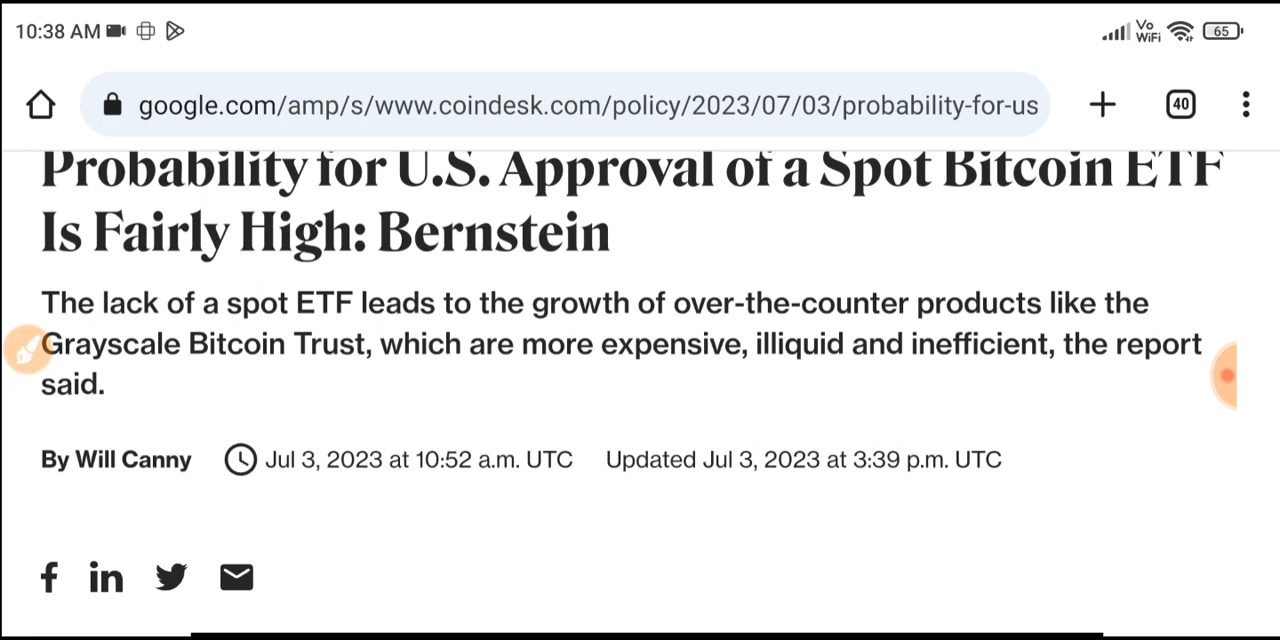 10:38 AM
Vo
WiFi
65
google.com/amp/s/www.coindesk.com/policy/2023/07/03/probability-for-us
40
Probability for U.S. Approval of a Spot Bitcoin ETF
Is Fairly High: Bernstein
The lack of a spot ETF leads to the growth of over-the-counter products like the
Grayscale Bitcoin Trust, which are more expensive, illiquid and inefficient, the report
said.
By Will Canny Jul 3, 2023 at 10:52 a.m. UTC Updated Jul 3, 2023 at 3:39 p.m. UTC
f in